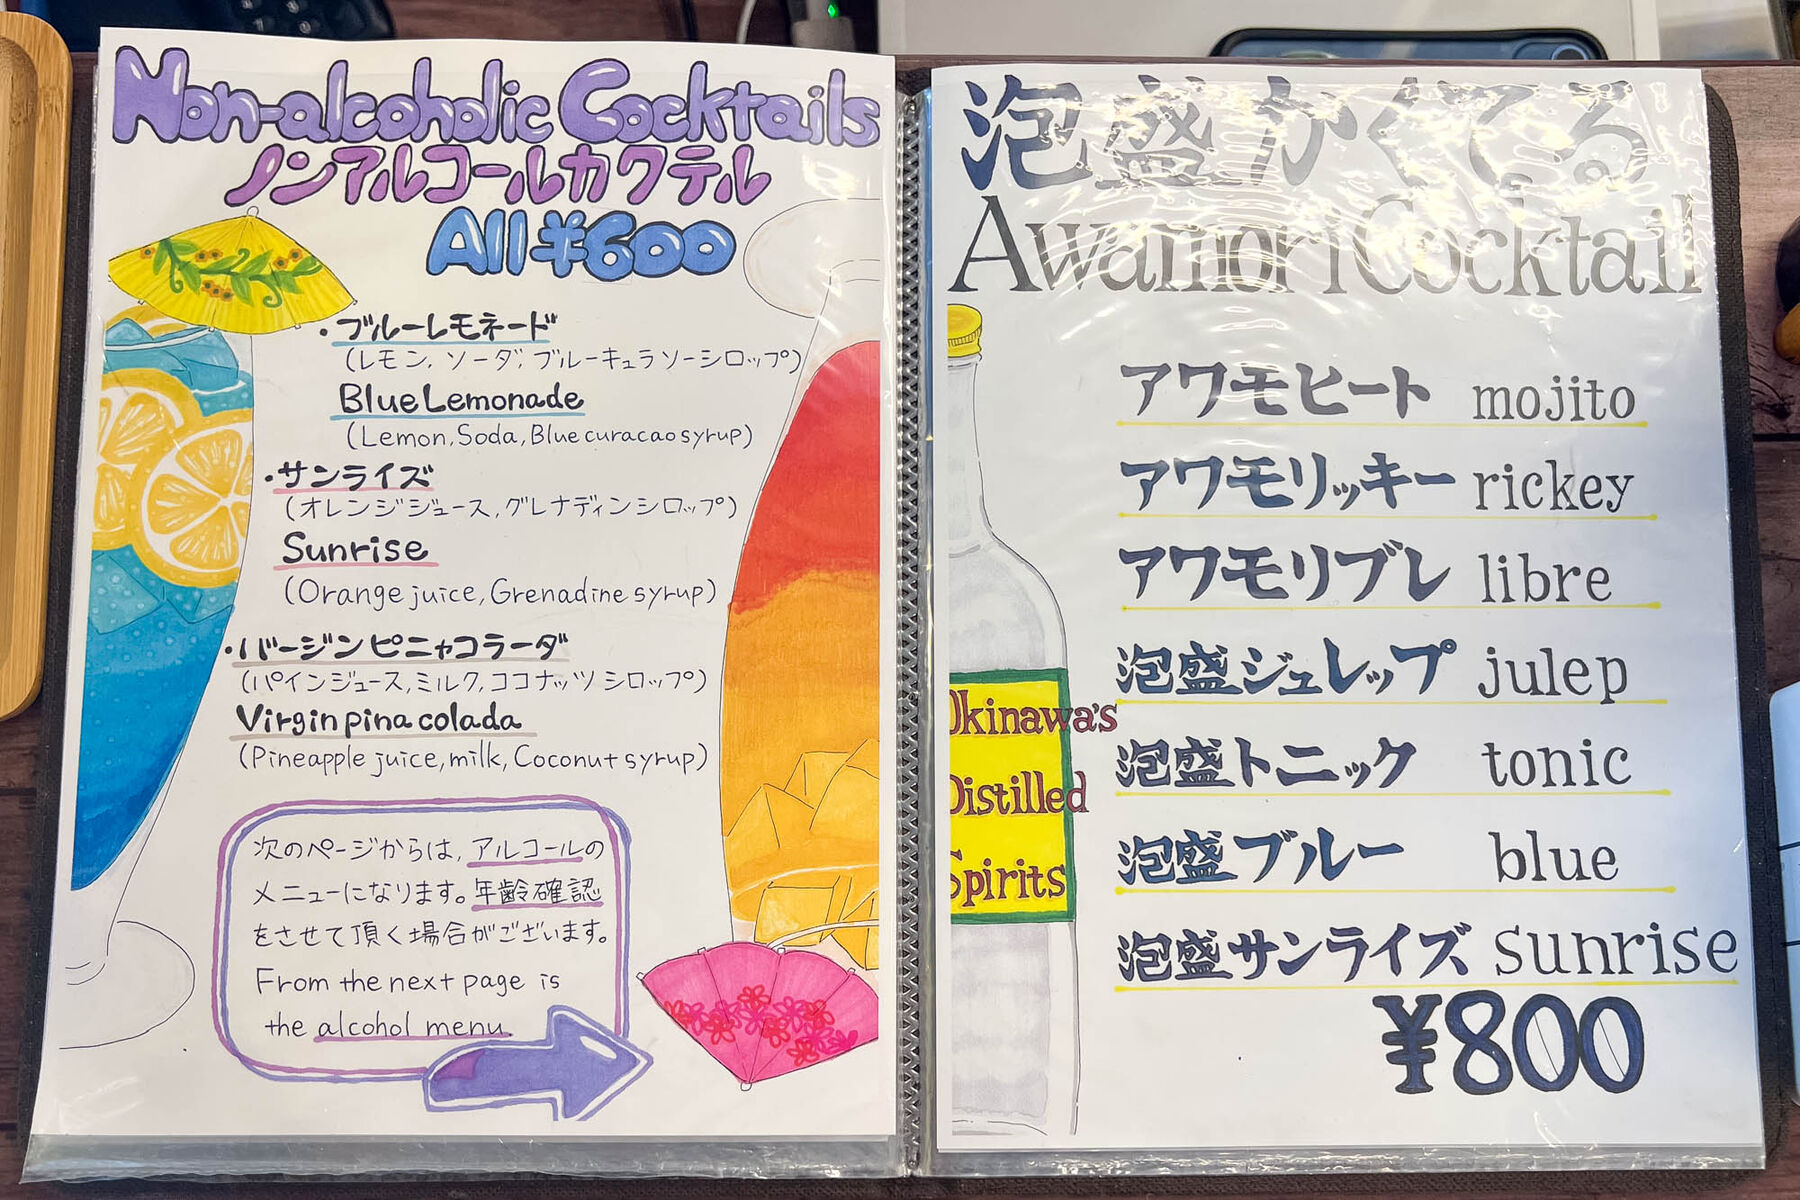 Non-alcoholic Cocktails
ノンアルコールカクテル
All ¥600
・ブルーレモネード
(レモン, ソーダ, ブルーキュラソーシロップ)
Blue Lemonade
(Lemon, Soda, Blue curacao syrup)
・サンライズ
(オレンジジュース, グレナディンシロップ)
Sunrise
(Orange juice, Grenadine syrup)
・バージンピニャコラーダ
(パインジュース, ミルク, ココナッツシロップ)
Virgin pina colada
(Pineapple juice, milk, Coconut syrup)
次のページからは, アルコールの
メニューになります。年齢確認
をさせて頂く場合がございます。
From the next page is
the alcohol menu.
泡盛かくてる
Awamori Cocktail
アワモヒート mojito
アワモリッキー rickey
アワモリブレ libre
泡盛ジュレップ julep
泡盛トニック tonic
泡盛ブルー blue
泡盛サンライズ sunrise
¥800
Okinawa's
Distilled
Spirits